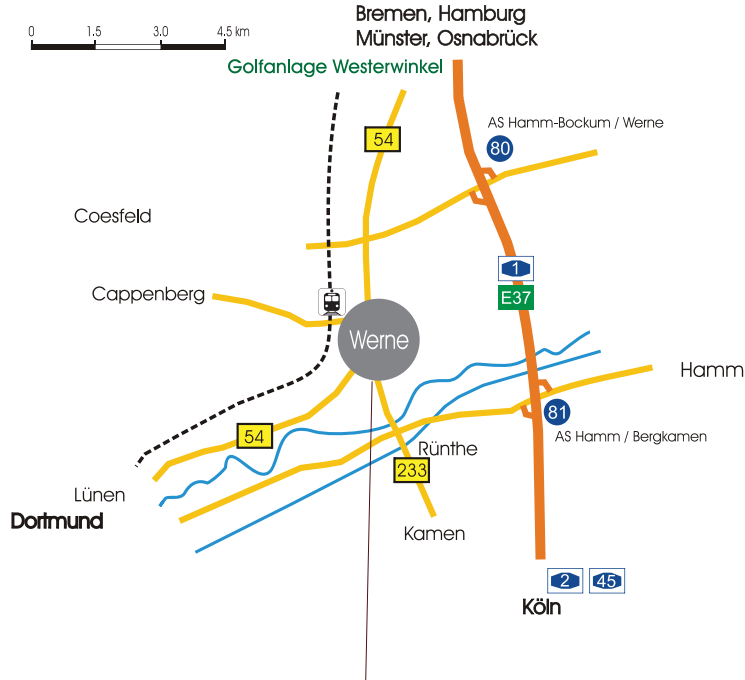 Bremen, Hamburg
Münster, Osnabrück
0 1.5 3.0 4.5 km
Golfanlage Westerwinkel
54
AS Hamm-Bockum / Werne
80
Coesfeld
1
E37
Cappenberg
Werne
Hamm
81
AS Hamm / Bergkamen
54
Rünthe
233
Lünen
Dortmund
Kamen
2 45
Köln